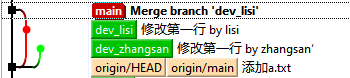 main Merge branch 'dev_lisi'
dev_lisi 修改第一行 by lisi
dev_zhangsan 修改第一行 by zhangsan'
origin/HEAD origin/main 添加a.txt